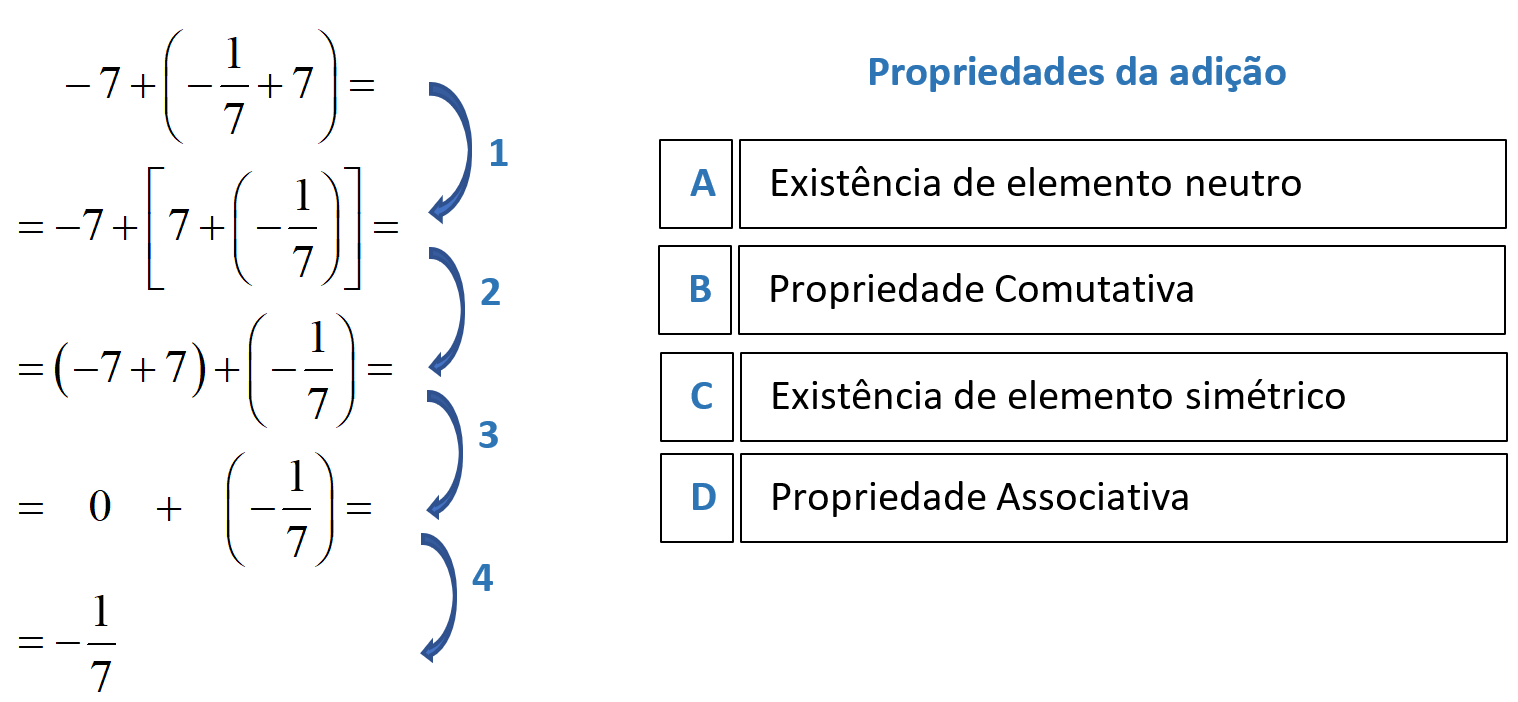 −7 + (−1/7 + 7) =
1
= −7 + [7 + (−1/7)] =
2
= (−7 + 7) + (−1/7) =
3
= 0 + (−1/7) =
4
= −1/7
Propriedades da adição
A Existência de elemento neutro
B Propriedade Comutativa
C Existência de elemento simétrico
D Propriedade Associativa